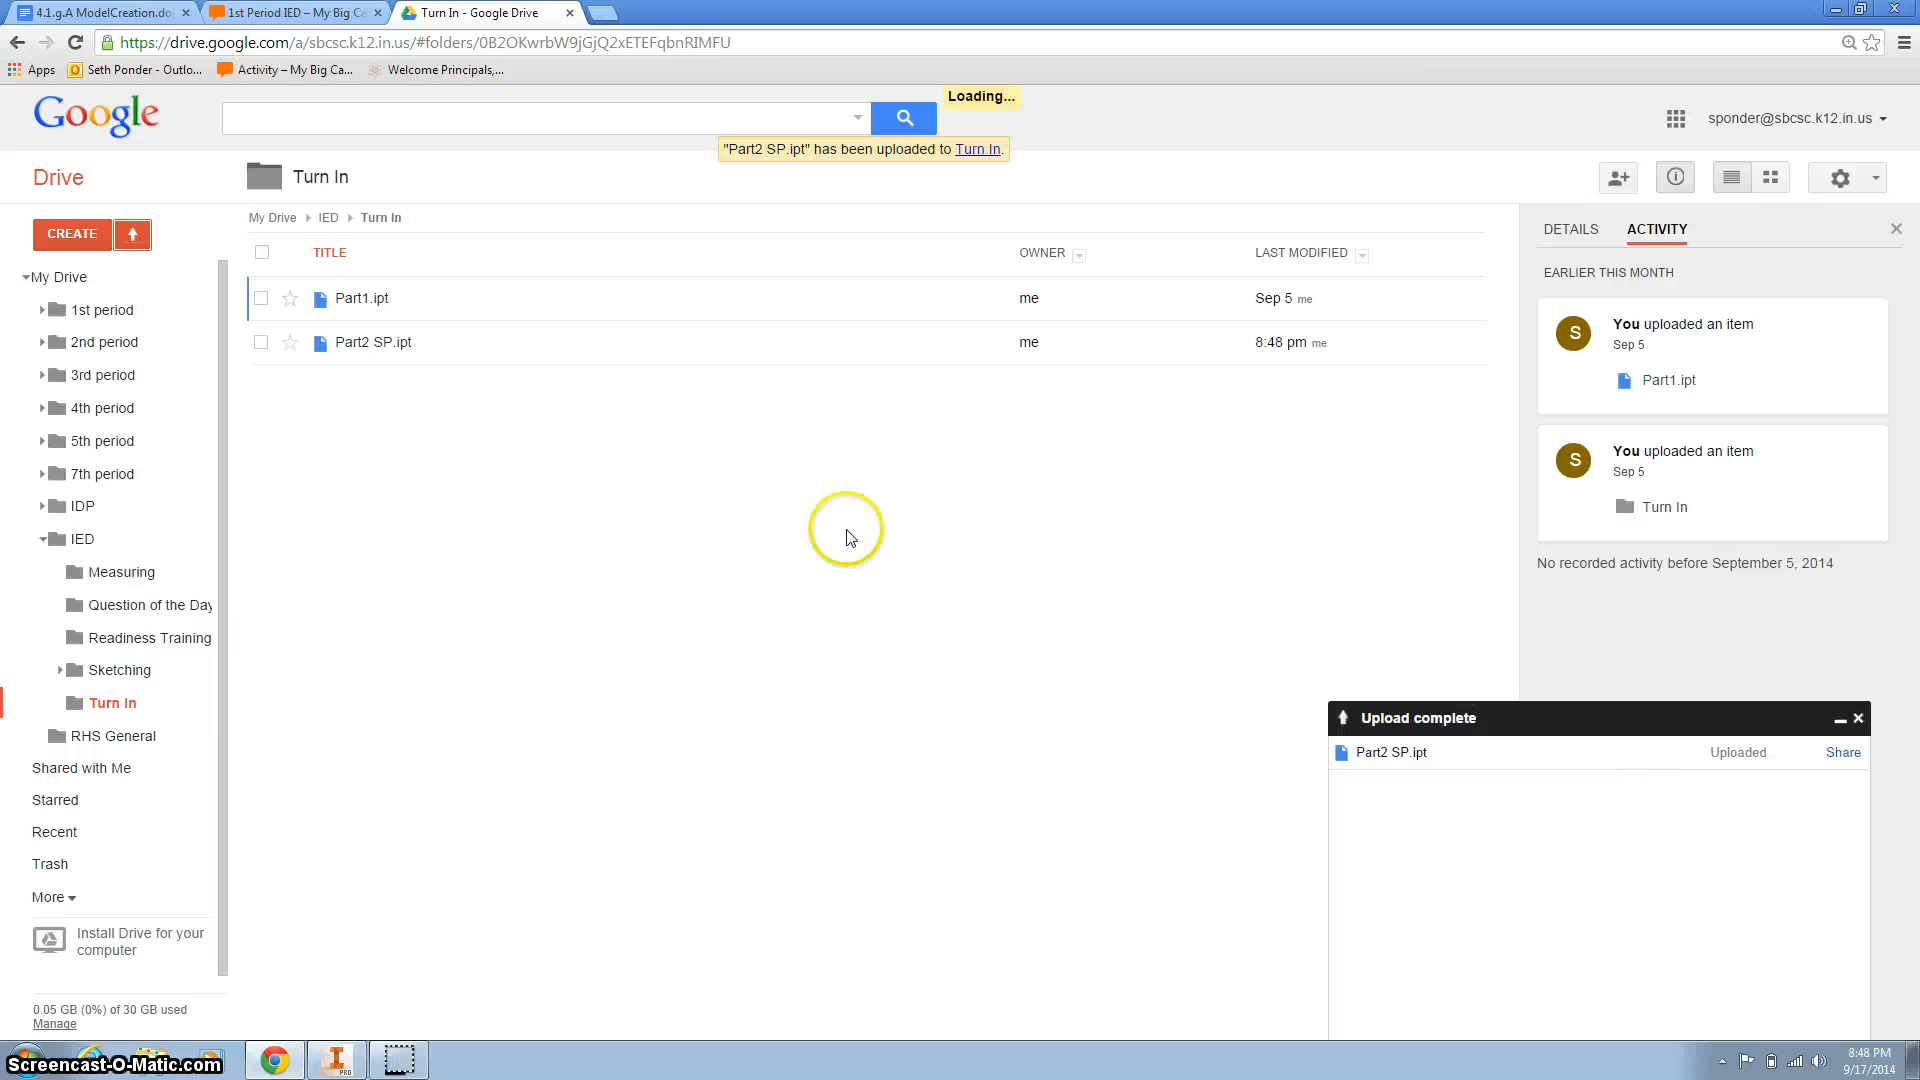 4.1.g.A ModelCreation.do
1st Period IED – My Big Ca
Turn In - Google Drive
https://drive.google.com/a/sbcsc.k12.in.us/#folders/0B2OKwrbW9jGjQ2xETEFqbnRIMFU
Apps
Seth Ponder - Outlo...
Activity – My Big Ca...
Welcome Principals,...
Google
Loading...
sponder@sbcsc.k12.in.us
"Part2 SP.ipt" has been uploaded to Turn In.
Drive
Turn In
CREATE
My Drive
IED
Turn In
TITLE
OWNER
LAST MODIFIED
Part1.ipt
me
Sep 5 me
Part2 SP.ipt
me
8:48 pm me
My Drive
1st period
2nd period
3rd period
4th period
5th period
7th period
IDP
IED
Measuring
Question of the Day
Readiness Training
Sketching
Turn In
RHS General
Shared with Me
Starred
Recent
Trash
More
Install Drive for your
computer
0.05 GB (0%) of 30 GB used
Manage
DETAILS
ACTIVITY
EARLIER THIS MONTH
S
You uploaded an item
Sep 5
Part1.ipt
S
You uploaded an item
Sep 5
Turn In
No recorded activity before September 5, 2014
Upload complete
Part2 SP.ipt
Uploaded
Share
Screencast-O-Matic.com
PRO
8:48 PM
9/17/2014